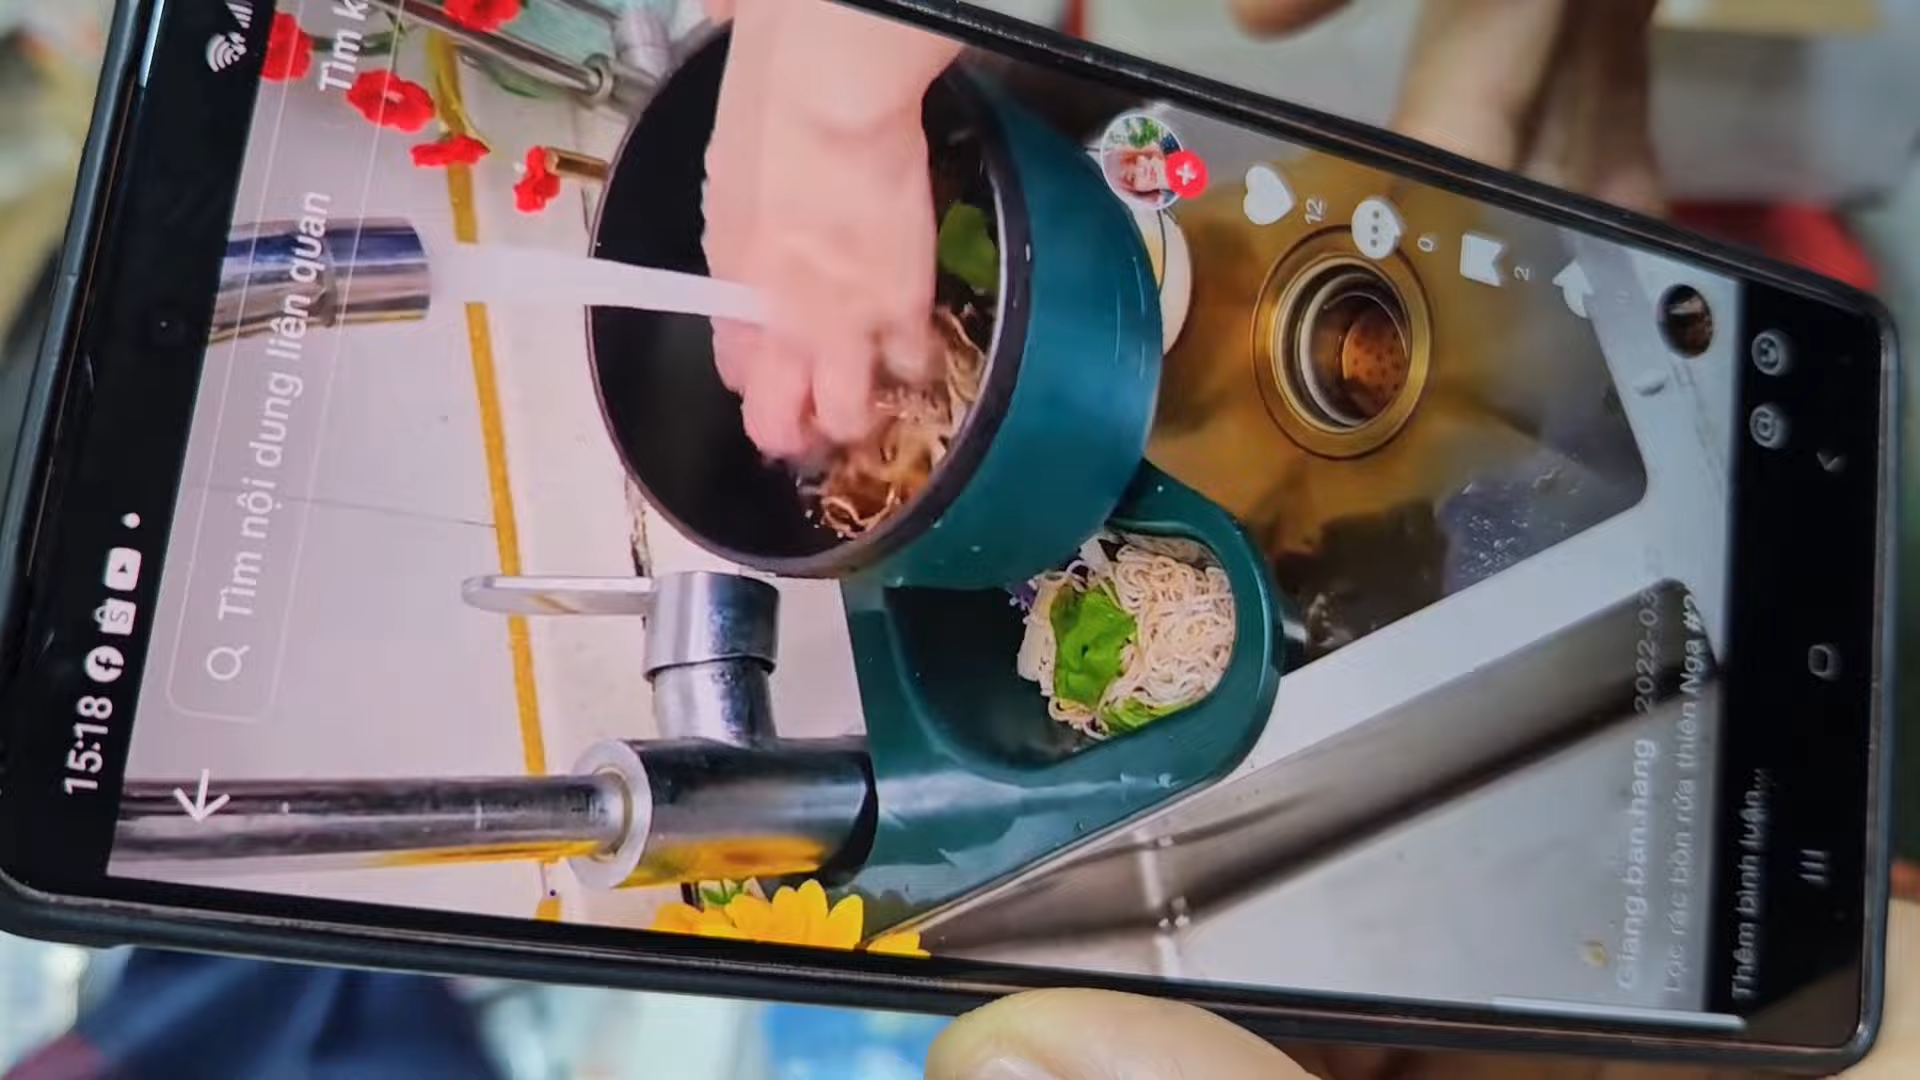 15:18
Tìm nội dung liên quan
Tìm k
12
0
2
Giang.ban.hang 2022-03
Lọc rác bồn rửa thiên Nga #2
Thêm bình luận...